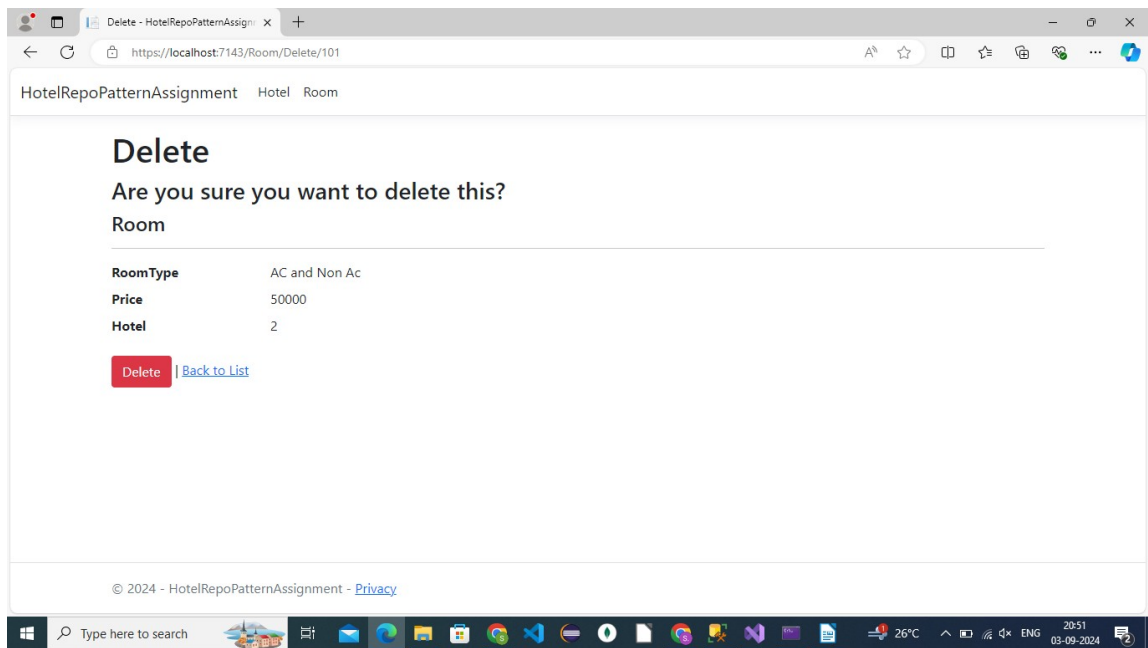 Delete - HotelRepoPatternAssignm
https://localhost:7143/Room/Delete/101
HotelRepoPatternAssignment Hotel Room
Delete
Are you sure you want to delete this?
Room
RoomType AC and Non Ac
Price 50000
Hotel 2
Delete | Back to List
© 2024 - HotelRepoPatternAssignment - Privacy
Type here to search 26°C ENG 20:51
03-09-2024 2